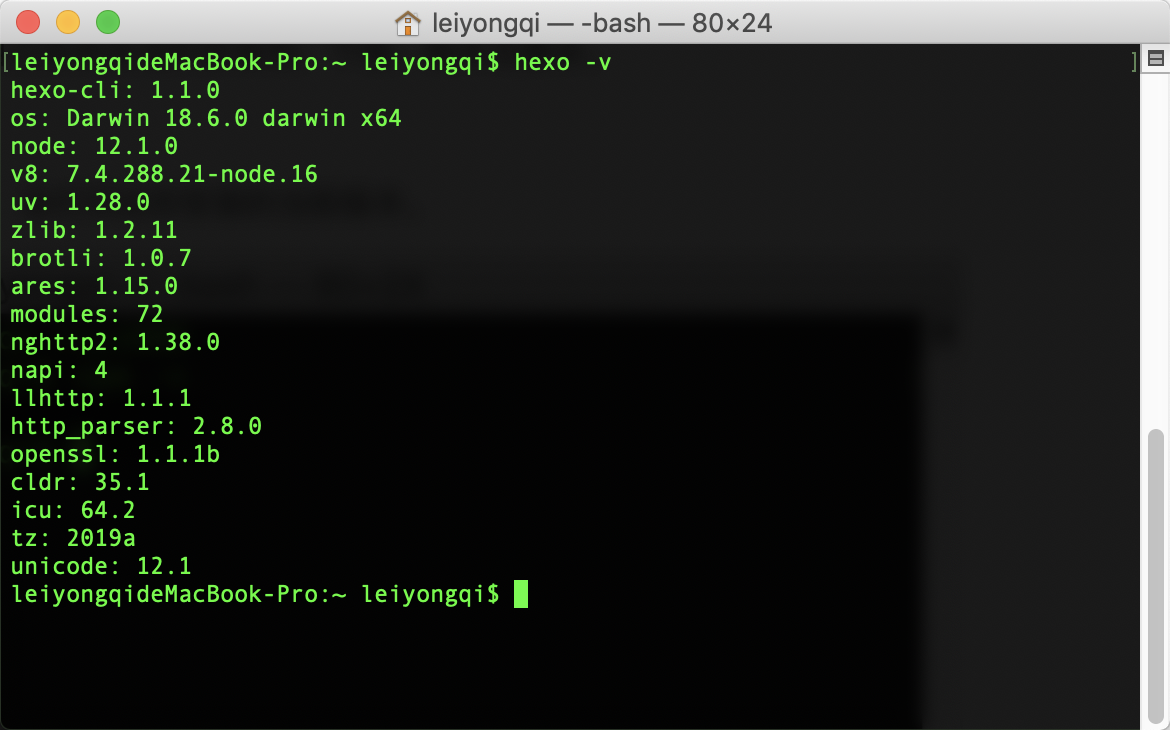 leiyongqi — -bash — 80×24
[leiyongqideMacBook-Pro:~ leiyongqi$ hexo -v ]
hexo-cli: 1.1.0
os: Darwin 18.6.0 darwin x64
node: 12.1.0
v8: 7.4.288.21-node.16
uv: 1.28.0
zlib: 1.2.11
brotli: 1.0.7
ares: 1.15.0
modules: 72
nghttp2: 1.38.0
napi: 4
llhttp: 1.1.1
http_parser: 2.8.0
openssl: 1.1.1b
cldr: 35.1
icu: 64.2
tz: 2019a
unicode: 12.1
leiyongqideMacBook-Pro:~ leiyongqi$